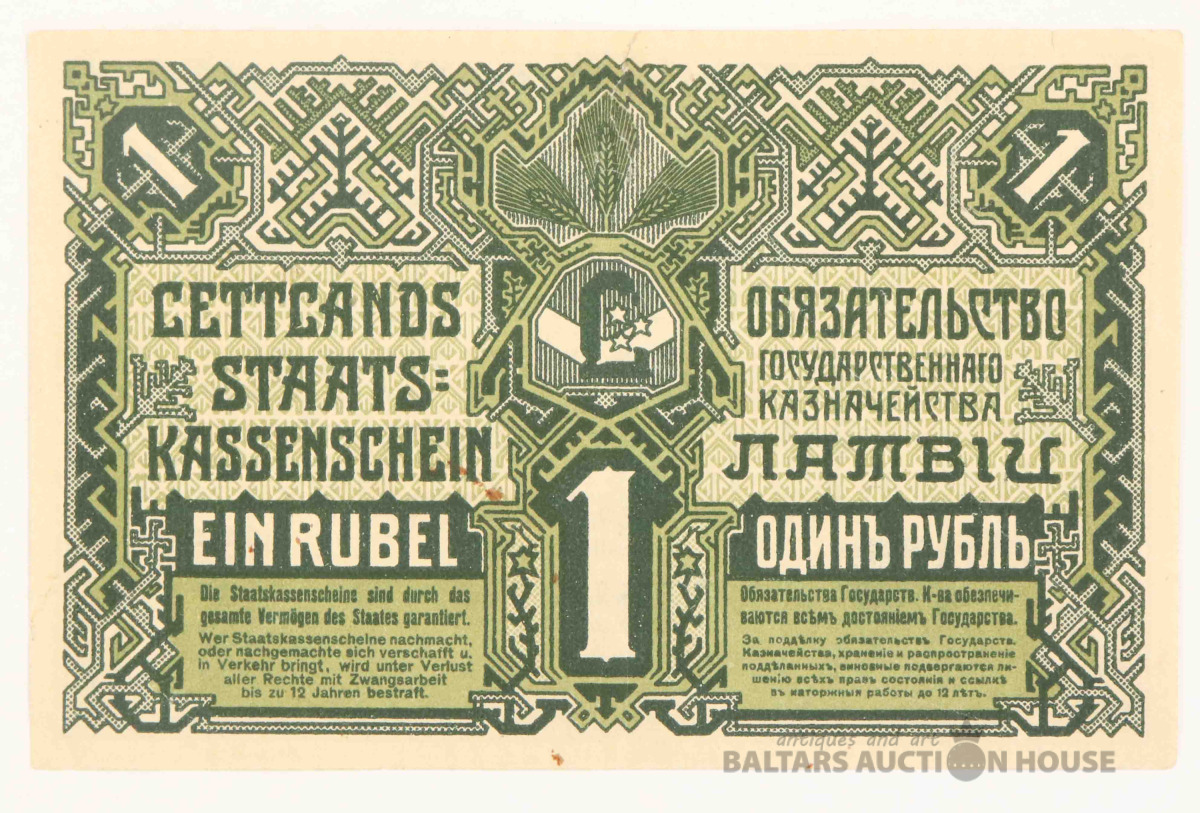 1
1
LETTLANDS
STAATS=
KASSENSCHEIN
EIN RUBEL
Die Staatskassenscheine sind durch das
gesamte Vermögen des Staates garantiert.
Wer Staatskassenscheine nachmacht,
oder nachgemachte sich verschafft u.
in Verkehr bringt, wird unter Verlust
aller Rechte mit Zwangsarbeit
bis zu 12 Jahren bestraft.
L
1
ОБЯЗАТЕЛЬСТВО
ГОСУДАРСТВЕННАГО
КАЗНАЧЕЙСТВА
ЛАТВІИ
ОДИНЪ РУБЛЬ
Обязательства Государств. К-ва обезпечи-
ваются всѣмъ достояніемъ Государства.
За поддѣлку обязательствъ Государств.
Казначейства, храненіе и распространеніе
поддѣланныхъ, виновные подвергаются ли-
шенію всѣхъ правъ состоянія и ссылкѣ
въ каторжныя работы до 12 лѣтъ.
antiques and art
BALTARS AUCTION HOUSE